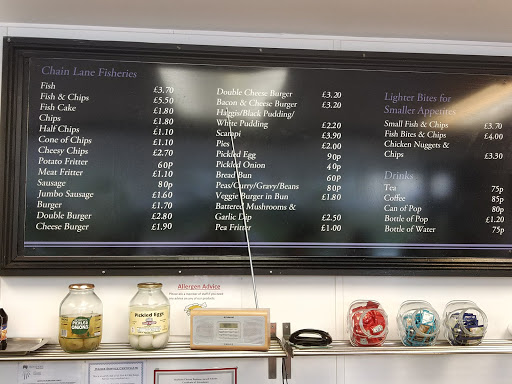 Chain Lane Fisheries
Fish £3.70
Fish & Chips £5.50
Fish Cake £1.80
Chips £1.80
Half Chips £1.10
Cone of Chips £1.10
Cheesy Chips £2.70
Potato Fritter 60p
Meat Fritter £1.10
Sausage 80p
Jumbo Sausage £1.60
Burger £1.70
Double Burger £2.80
Cheese Burger £1.90
Double Cheese Burger £3.20
Bacon & Cheese Burger £3.20
Haggis/Black Pudding/
White Pudding £2.20
Scampi £3.90
Pies £2.00
Pickled Egg 90p
Pickled Onion 40p
Bread Bun 60p
Peas/Curry/Gravy/Beans 80p
Veggie Burger in Bun £1.80
Battered Mushrooms &
Garlic Dip £2.50
Pea Fritter £1.00
Lighter Bites for
Smaller Appetites
Small Fish & Chips £3.70
Fish Bites & Chips £4.00
Chicken Nuggets &
Chips £3.30
Drinks
Tea 75p
Coffee 85p
Can of Pop 80p
Bottle of Pop £1.20
Bottle of Water 75p
Allergen Advice
PICKLED
ONIONS
Pickled Eggs